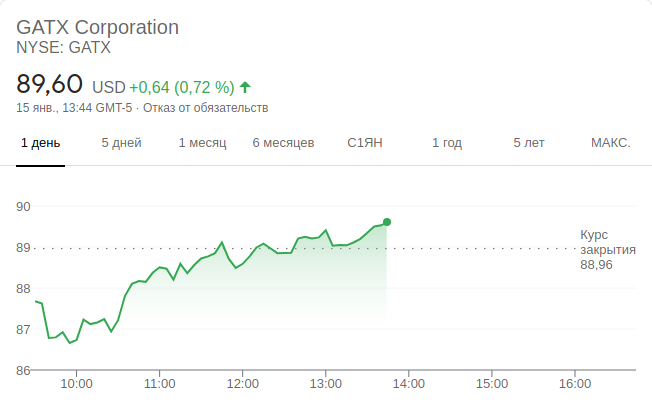 GATX Corporation
NYSE: GATX
89,60 USD +0,64 (0,72 %)
15 янв., 13:44 GMT-5 · Отказ от обязательств
1 день 5 дней 1 месяц 6 месяцев С1ЯН 1 год 5 лет МАКС.
90
89
88
87
86
Курс
закрытия
88,96
10:00 11:00 12:00 13:00 14:00 15:00 16:00